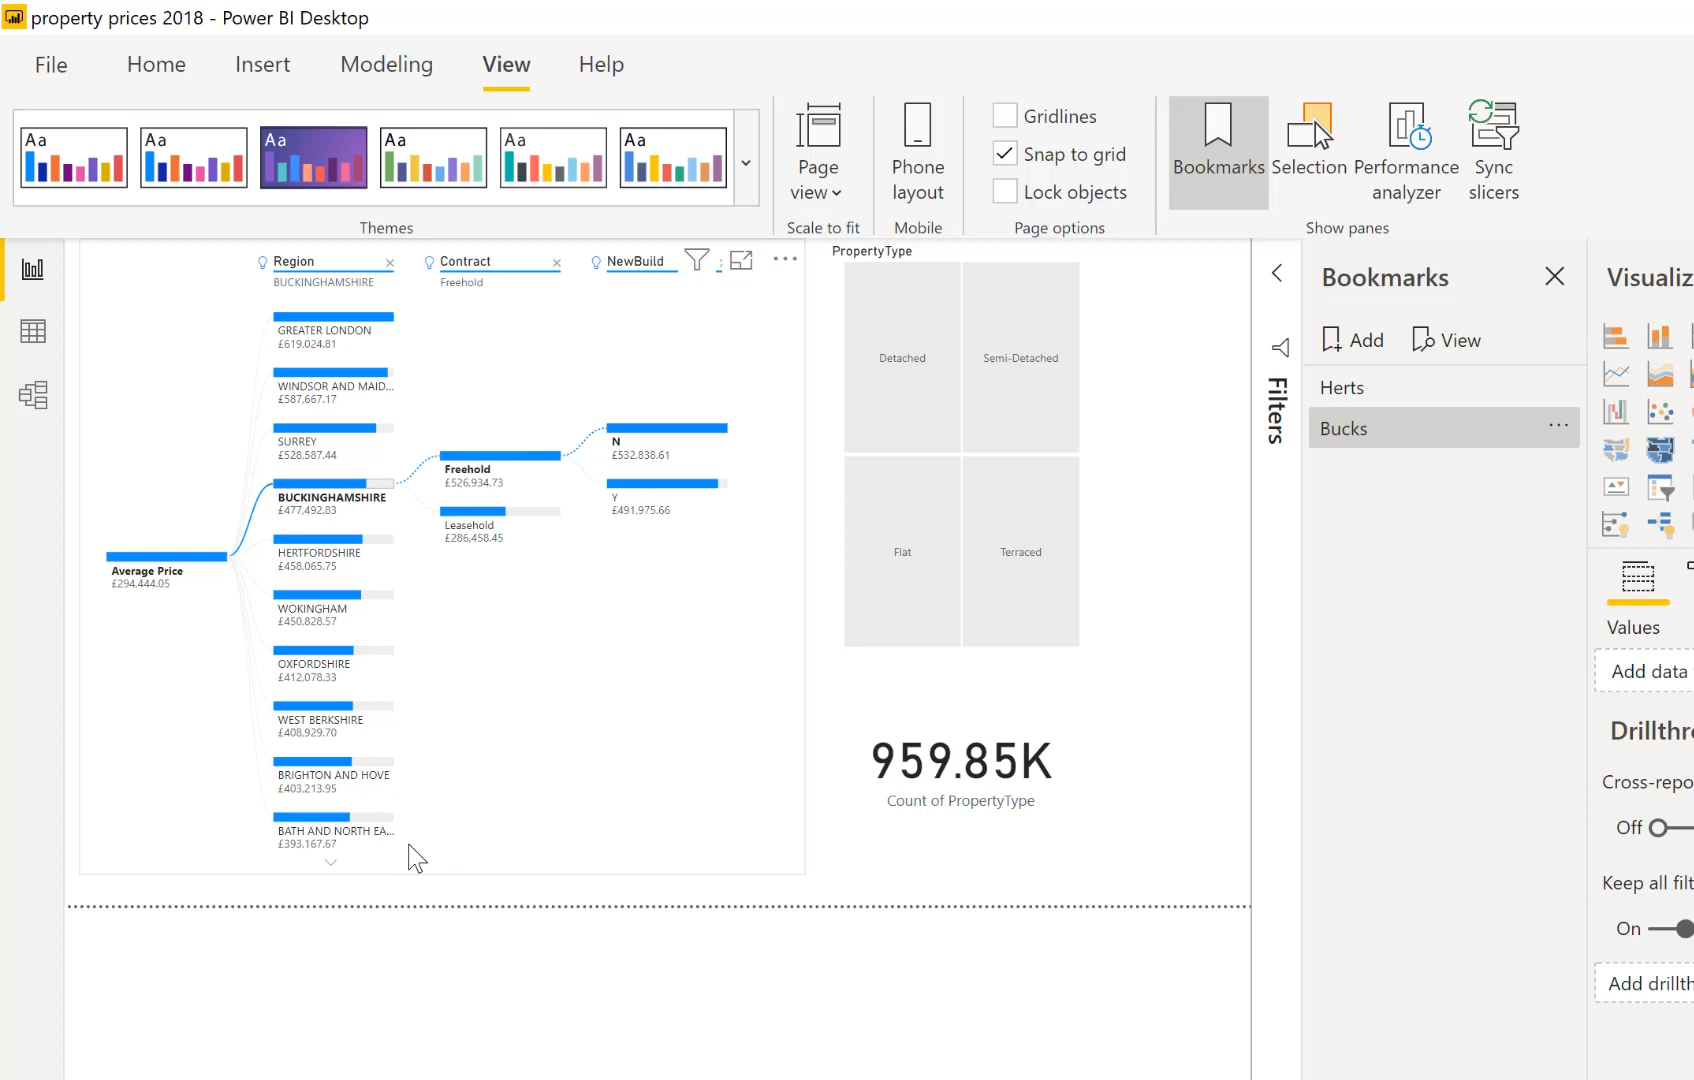 property prices 2018 - Power BI Desktop
File Home Insert Modeling View Help
Aa Aa Aa Aa Aa Aa
Themes
Page view
Scale to fit
Phone layout
Mobile
Gridlines
Snap to grid
Lock objects
Page options
Bookmarks
Selection
Performance analyzer
Sync slicers
Show panes
Region
BUCKINGHAMSHIRE
Contract
Freehold
NewBuild
GREATER LONDON
£619,024.81
WINDSOR AND MAID...
£587,667.17
SURREY
£528,587.44
BUCKINGHAMSHIRE
£477,492.83
HERTFORDSHIRE
£458,065.75
WOKINGHAM
£450,828.57
OXFORDSHIRE
£412,078.33
WEST BERKSHIRE
£408,929.70
BRIGHTON AND HOVE
£403,213.95
BATH AND NORTH EA...
£393,167.67
Average Price
£294,444.05
Freehold
£526,934.73
Leasehold
£286,458.45
N
£532,838.61
Y
£491,975.66
PropertyType
Detached
Semi-Detached
Flat
Terraced
959.85K
Count of PropertyType
Filters
Bookmarks
Add
View
Herts
Bucks
Visualiz
Values
Add data
Drillthr
Cross-repo
Off
Keep all filt
On
Add drillth